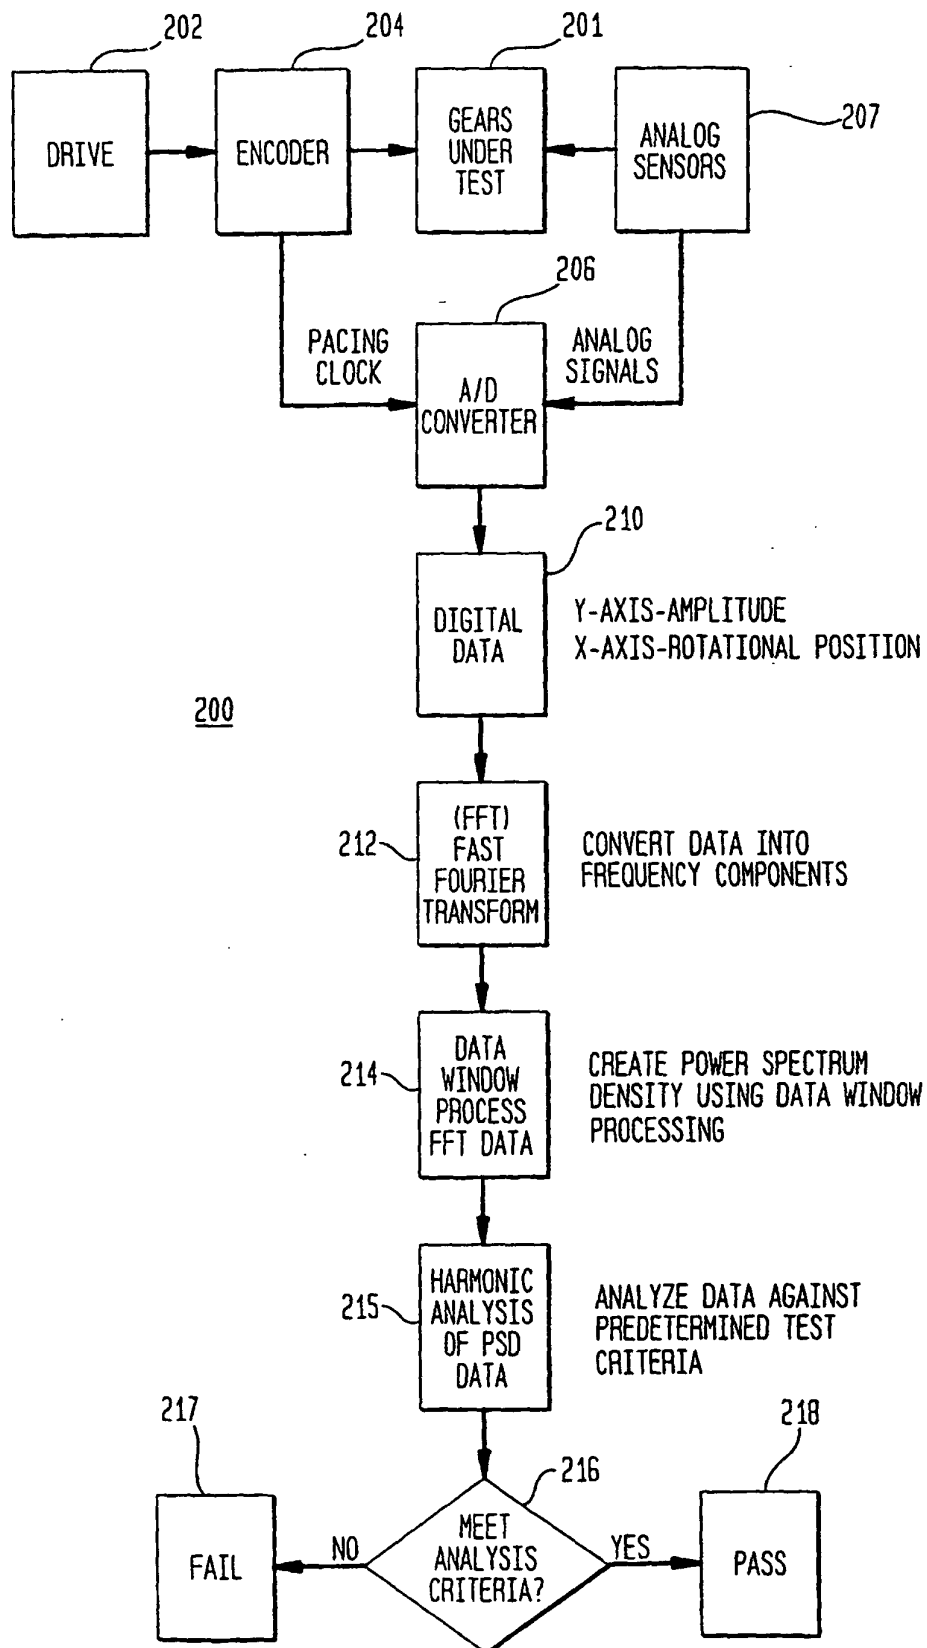 202
204
201
207
DRIVE
ENCODER
GEARS
UNDER
TEST
ANALOG
SENSORS
206
PACING
CLOCK
A/D
CONVERTER
ANALOG
SIGNALS
210
DIGITAL
DATA
Y-AXIS-AMPLITUDE
X-AXIS-ROTATIONAL POSITION
200
212
(FFT)
FAST
FOURIER
TRANSFORM
CONVERT DATA INTO
FREQUENCY COMPONENTS
214
DATA
WINDOW
PROCESS
FFT DATA
CREATE POWER SPECTRUM
DENSITY USING DATA WINDOW
PROCESSING
215
HARMONIC
ANALYSIS
OF PSD
DATA
ANALYZE DATA AGAINST
PREDETERMINED TEST
CRITERIA
217
216
218
FAIL
NO
MEET
ANALYSIS
CRITERIA?
YES
PASS